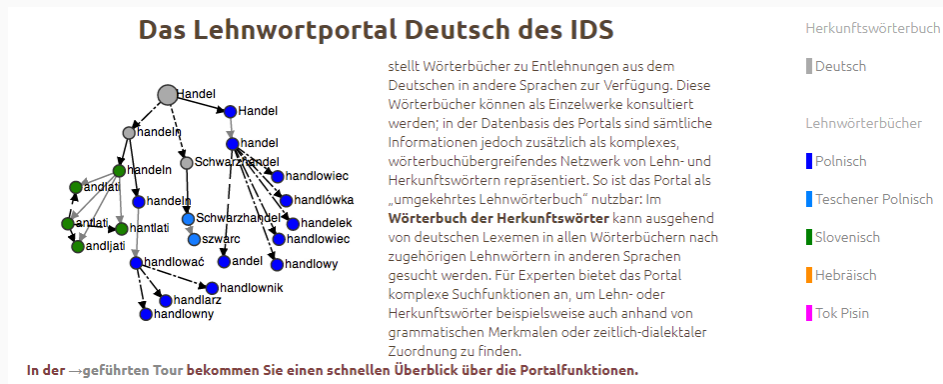 Das Lehnwortportal Deutsch des IDS
Handel
Handel
handeln
handel
Schwarzhandel
handeln
handlowiec
andlati
handeln
handlówka
Schwarzhandel
antlati
hantlati
handelek
szwarc
handlowiec
andljati
handlować
andel
handlowy
handlownik
handlarz
handlowny
stellt Wörterbücher zu Entlehnungen aus dem
Deutschen in andere Sprachen zur Verfügung. Diese
Wörterbücher können als Einzelwerke konsultiert
werden; in der Datenbasis des Portals sind sämtliche
Informationen jedoch zusätzlich als komplexes,
wörterbuchübergreifendes Netzwerk von Lehn- und
Herkunftswörtern repräsentiert. So ist das Portal als
„umgekehrtes Lehnwörterbuch" nutzbar: Im
Wörterbuch der Herkunftswörter kann ausgehend
von deutschen Lexemen in allen Wörterbüchern nach
zugehörigen Lehnwörtern in anderen Sprachen
gesucht werden. Für Experten bietet das Portal
komplexe Suchfunktionen an, um Lehn- oder
Herkunftswörter beispielsweise auch anhand von
grammatischen Merkmalen oder zeitlich-dialektaler
Zuordnung zu finden.
In der →geführten Tour bekommen Sie einen schnellen Überblick über die Portalfunktionen.
Herkunftswörterbuch
Deutsch
Lehnwörterbücher
Polnisch
Teschener Polnisch
Slovenisch
Hebräisch
Tok Pisin